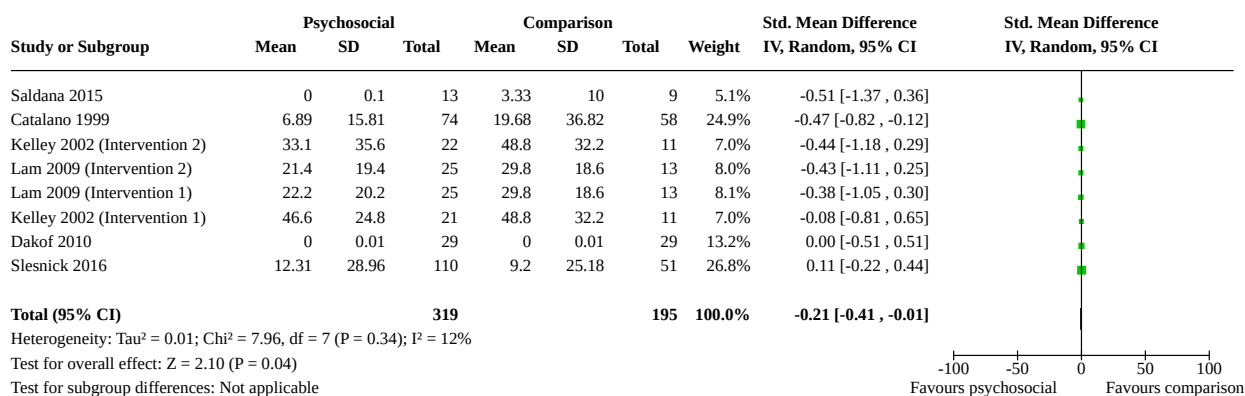 Psychosocial Comparison Std. Mean Difference Std. Mean Difference
Study or Subgroup Mean SD Total Mean SD Total Weight IV, Random, 95% CI IV, Random, 95% CI
Saldana 2015 0 0.1 13 3.33 10 9 5.1% -0.51 [-1.37 , 0.36]
Catalano 1999 6.89 15.81 74 19.68 36.82 58 24.9% -0.47 [-0.82 , -0.12]
Kelley 2002 (Intervention 2) 33.1 35.6 22 48.8 32.2 11 7.0% -0.44 [-1.18 , 0.29]
Lam 2009 (Intervention 2) 21.4 19.4 25 29.8 18.6 13 8.0% -0.43 [-1.11 , 0.25]
Lam 2009 (Intervention 1) 22.2 20.2 25 29.8 18.6 13 8.1% -0.38 [-1.05 , 0.30]
Kelley 2002 (Intervention 1) 46.6 24.8 21 48.8 32.2 11 7.0% -0.08 [-0.81 , 0.65]
Dakof 2010 0 0.01 29 0 0.01 29 13.2% 0.00 [-0.51 , 0.51]
Slesnick 2016 12.31 28.96 110 9.2 25.18 51 26.8% 0.11 [-0.22 , 0.44]
Total (95% CI) 319 195 100.0% -0.21 [-0.41 , -0.01]
Heterogeneity: Tau² = 0.01; Chi² = 7.96, df = 7 (P = 0.34); I² = 12%
Test for overall effect: Z = 2.10 (P = 0.04)
-100 -50 0 50 100
Test for subgroup differences: Not applicable
Favours psychosocial Favours comparison